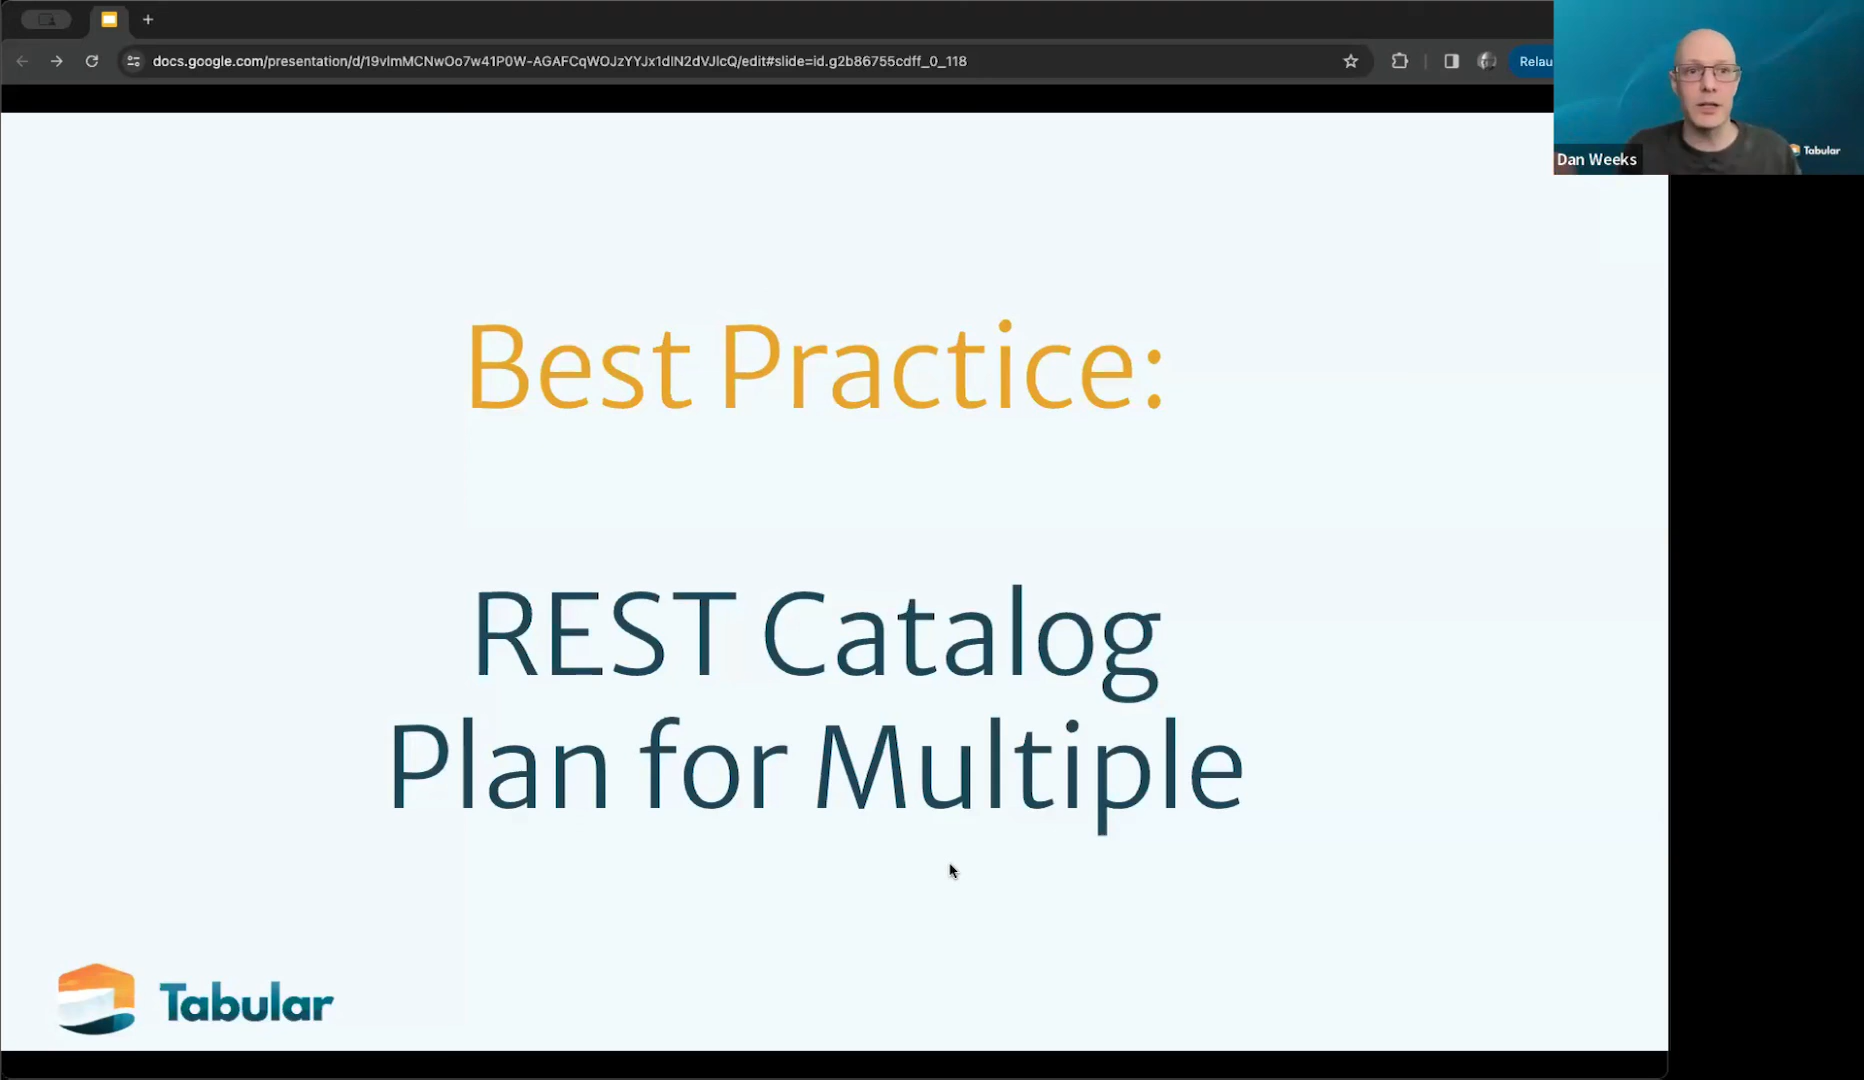 docs.google.com/presentation/d/19vImMCNwOo7w41P0W-AGAFCqWOJzYYJx1dIN2dVJlcQ/edit#slide=id.g2b86755cdff_0_118
Relau
Tabular
Dan Weeks
Best Practice:
REST Catalog
Plan for Multiple
Tabular